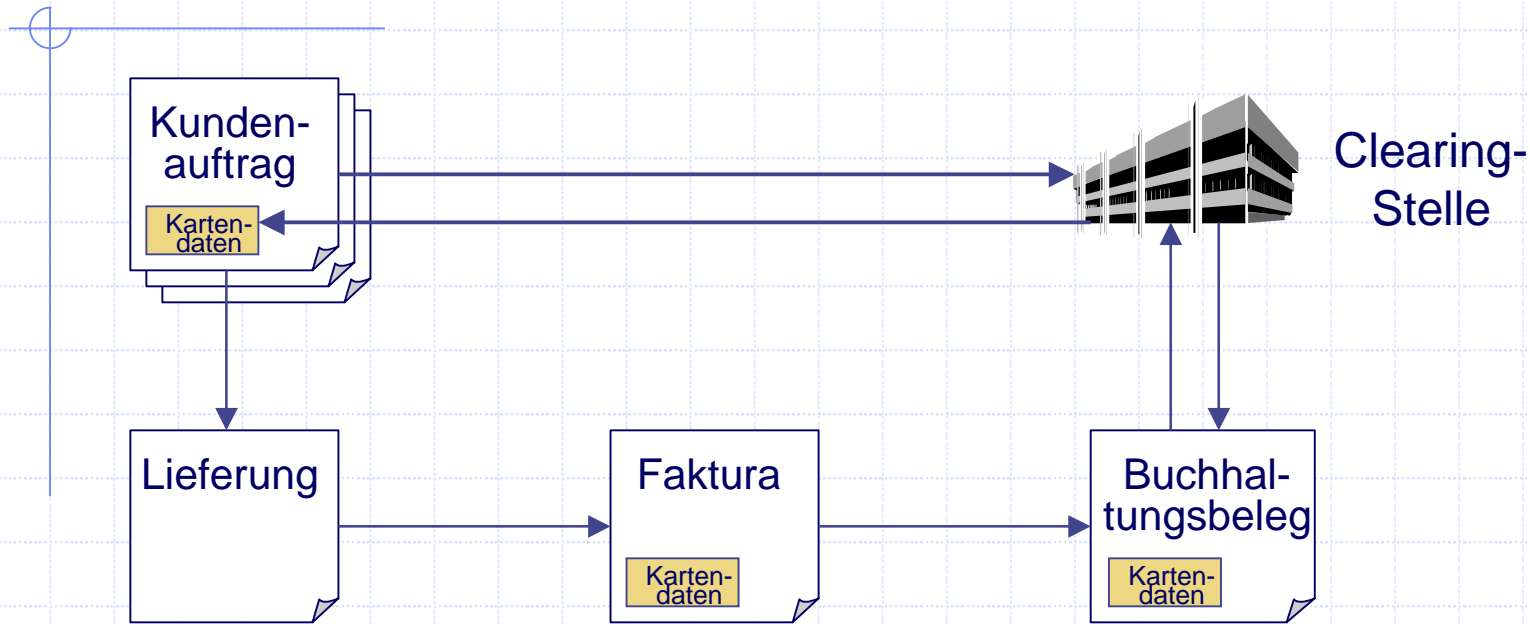 Kunden-
auftrag
Karten-
daten
Clearing-
Stelle
Lieferung
Faktura
Karten-
daten
Buchhal-
tungsbeleg
Karten-
daten